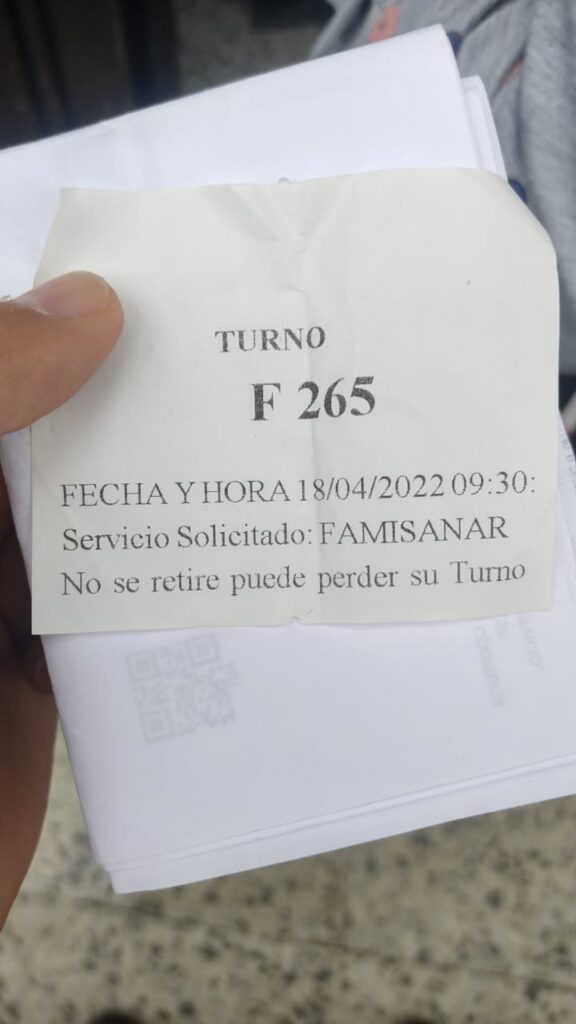 TURNO
F 265
FECHA Y HORA 18/04/2022 09:30:
Servicio Solicitado: FAMISANAR
No se retire puede perder su Turno